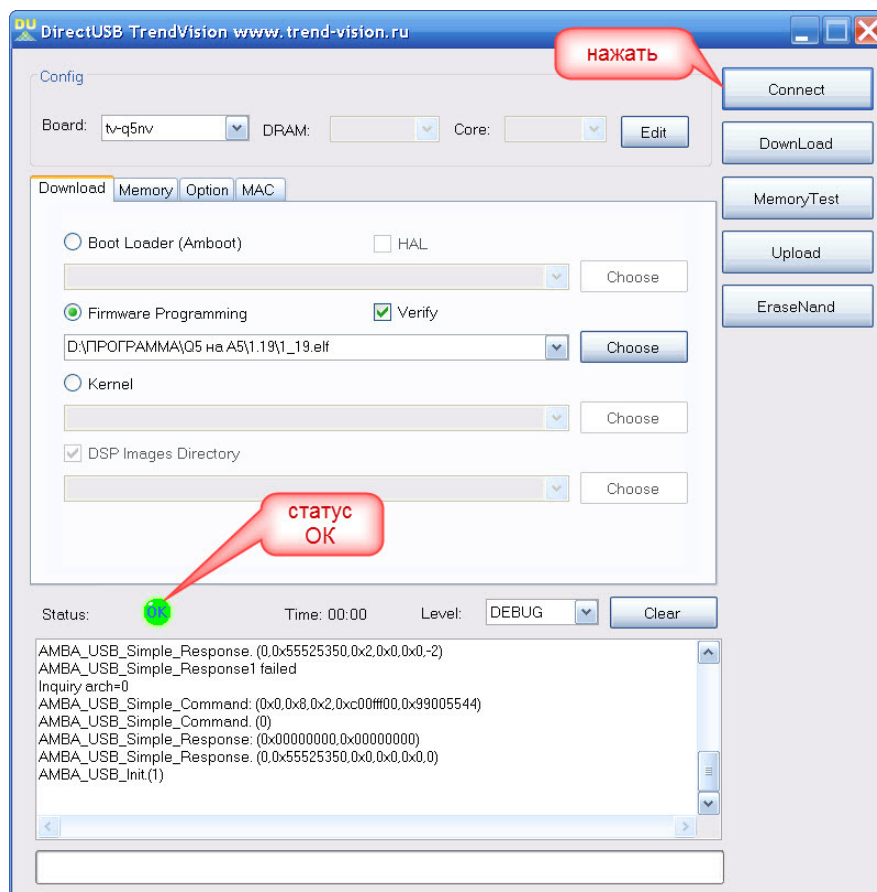 DU DirectUSB TrendVision www.trend-vision.ru
нажать
Config
Connect
Board: tv-q5nv DRAM: Core: Edit
DownLoad
Download Memory Option MAC
MemoryTest
Boot Loader (Amboot) HAL
Upload
Choose
Firmware Programming Verify
EraseNand
D:\ПРОГРАММА\Q5 на A5\1.19\1_19.elf Choose
Kernel
Choose
DSP Images Directory
Choose
статус
ОК
Status: OK Time: 00:00 Level: DEBUG Clear
AMBA_USB_Simple_Response. (0,0x55525350,0x2,0x0,0x0,-2)
AMBA_USB_Simple_Response1 failed
Inquiry arch=0
AMBA_USB_Simple_Command: (0x0,0x8,0x2,0xc00fff00,0x99005544)
AMBA_USB_Simple_Command. (0)
AMBA_USB_Simple_Response: (0x00000000,0x00000000)
AMBA_USB_Simple_Response. (0,0x55525350,0x0,0x0,0x0,0)
AMBA_USB_Init.(1)